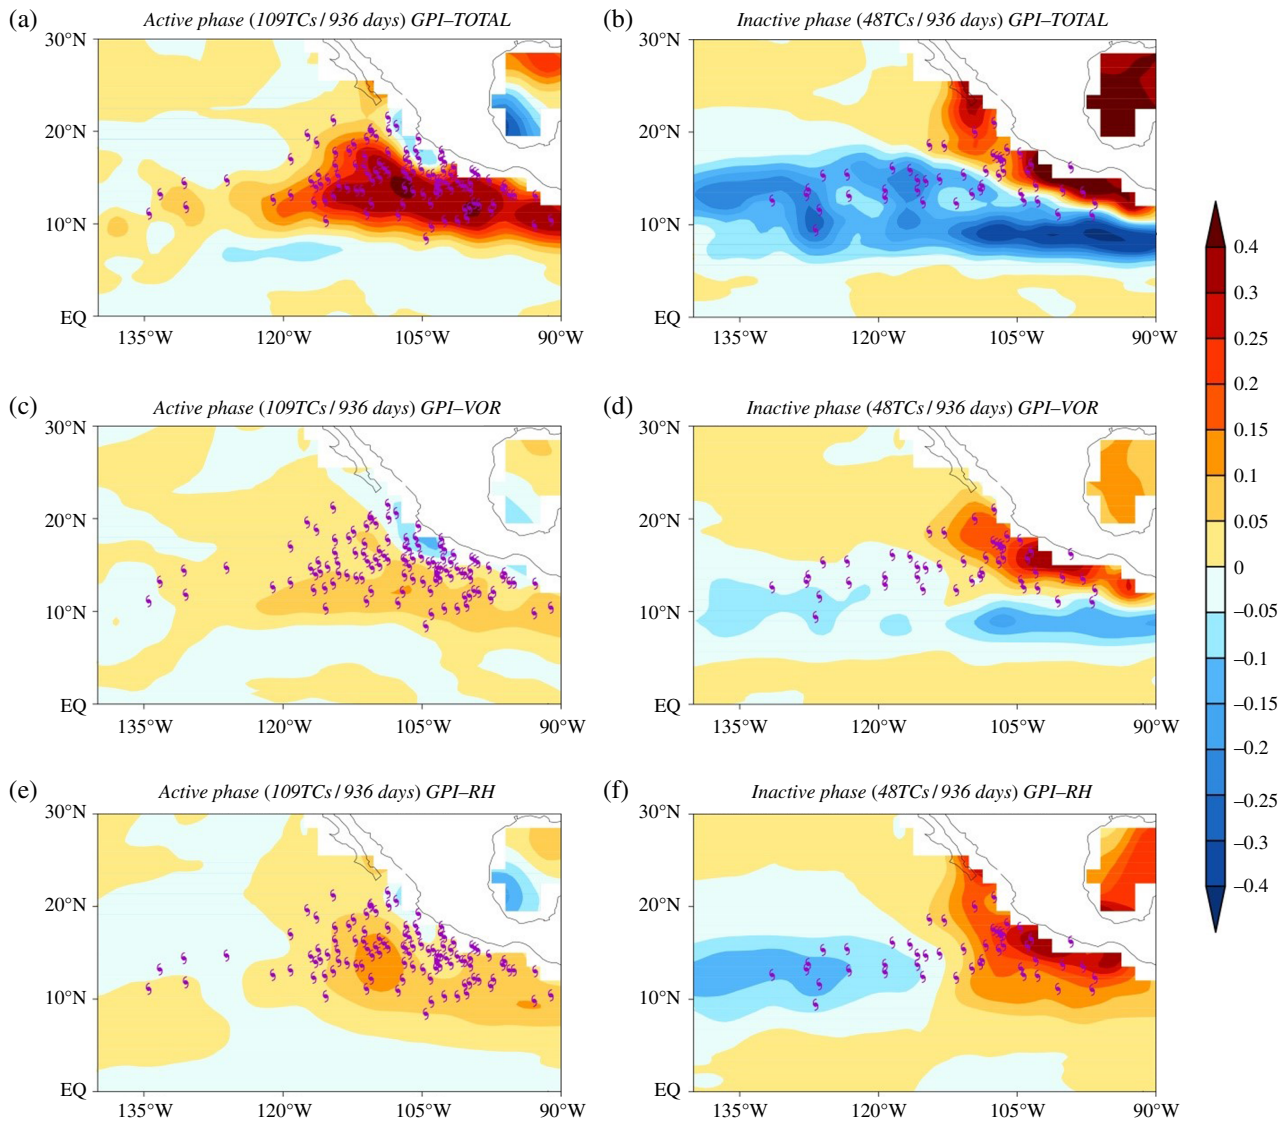 (a) Active phase (109TCs / 936 days) GPI–TOTAL
30°N
20°N
10°N
EQ
135°W 120°W 105°W 90°W
(b) Inactive phase (48TCs / 936 days) GPI–TOTAL
30°N
20°N
10°N
EQ
135°W 120°W 105°W 90°W
(c) Active phase (109TCs / 936 days) GPI–VOR
30°N
20°N
10°N
EQ
135°W 120°W 105°W 90°W
(d) Inactive phase (48TCs / 936 days) GPI–VOR
30°N
20°N
10°N
EQ
135°W 120°W 105°W 90°W
(e) Active phase (109TCs / 936 days) GPI–RH
30°N
20°N
10°N
EQ
135°W 120°W 105°W 90°W
(f) Inactive phase (48TCs / 936 days) GPI–RH
30°N
20°N
10°N
EQ
135°W 120°W 105°W 90°W
0.4
0.3
0.25
0.2
0.15
0.1
0.05
0
–0.05
–0.1
–0.15
–0.2
–0.25
–0.3
–0.4